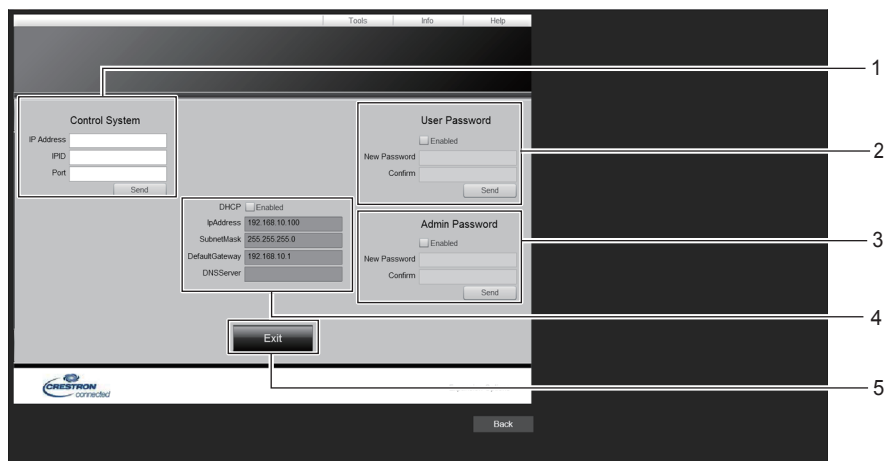 Tools Info Help
1
Control System
IP Address
IPID
Port
Send
User Password
Enabled
New Password
Confirm
Send
2
DHCP Enabled
IpAddress 192.168.10.100
SubnetMask 255.255.255.0
DefaultGateway 192.168.10.1
DNSServer
Admin Password
Enabled
New Password
Confirm
Send
3
4
Exit
5
CRESTRON
connected
Back